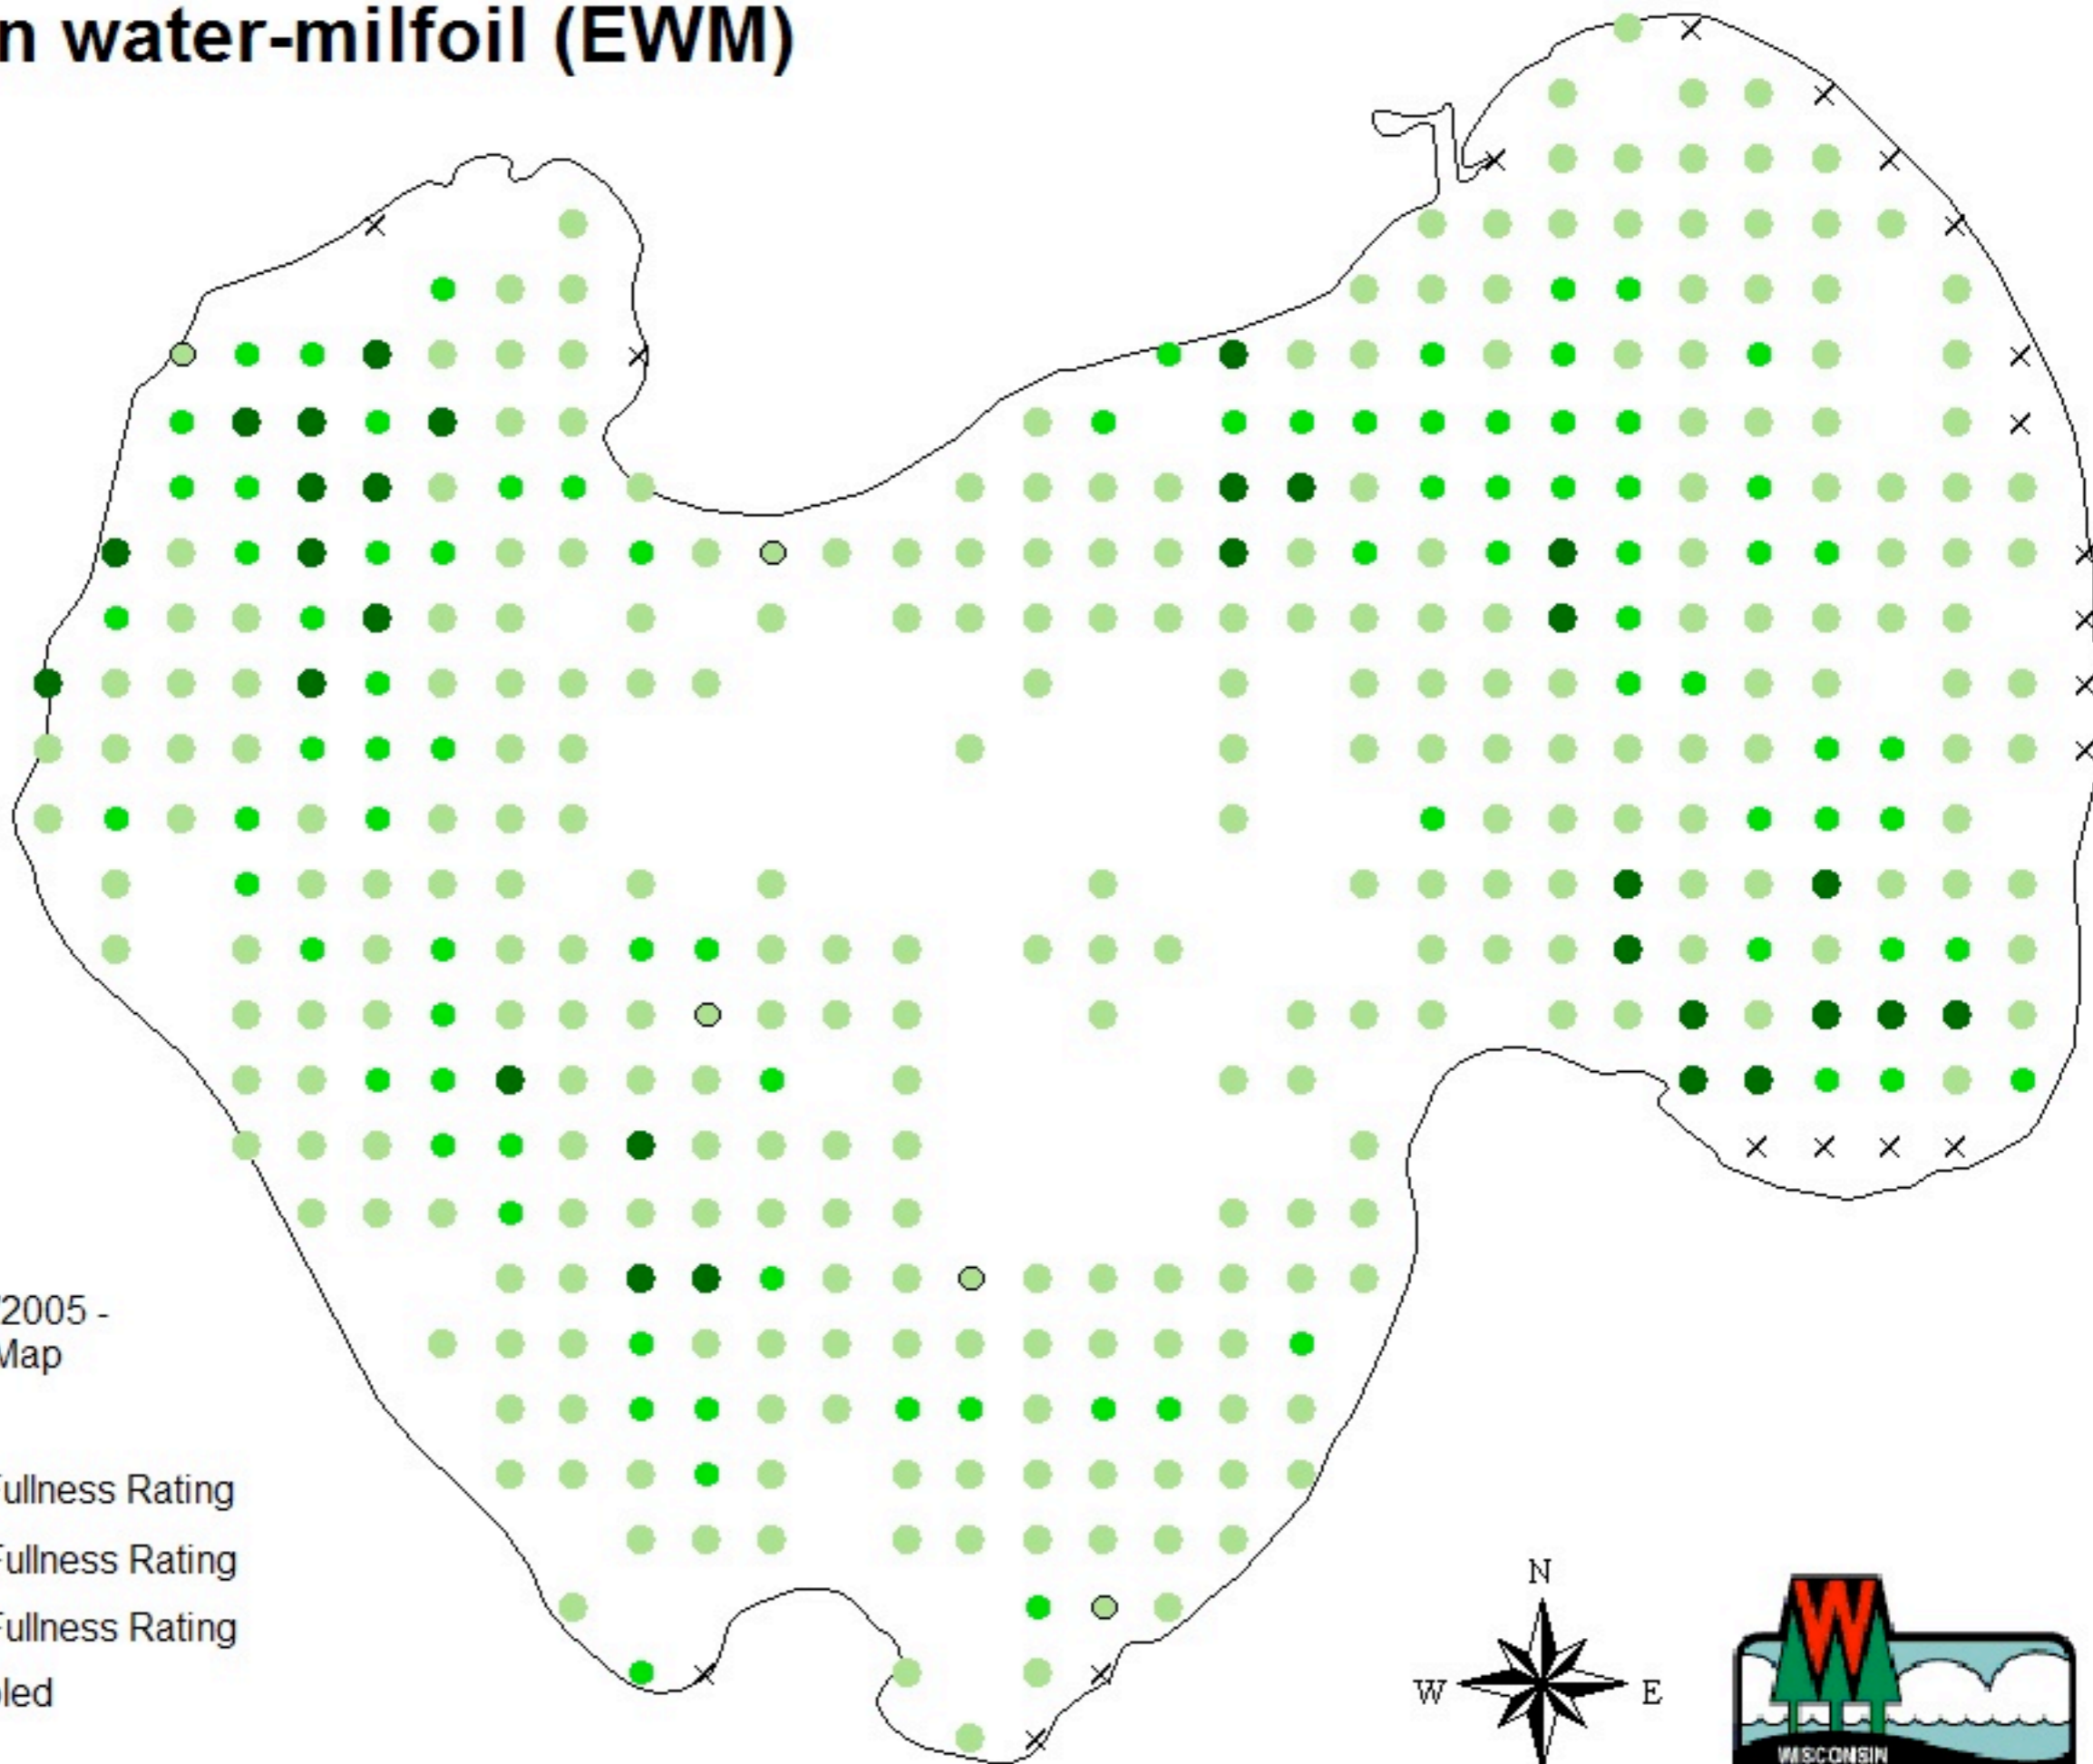 n water-milfoil (EWM)
/2005 -
Map
Fullness Rating
Fullness Rating
Fullness Rating
led
N
W E
W
WISCONSIN